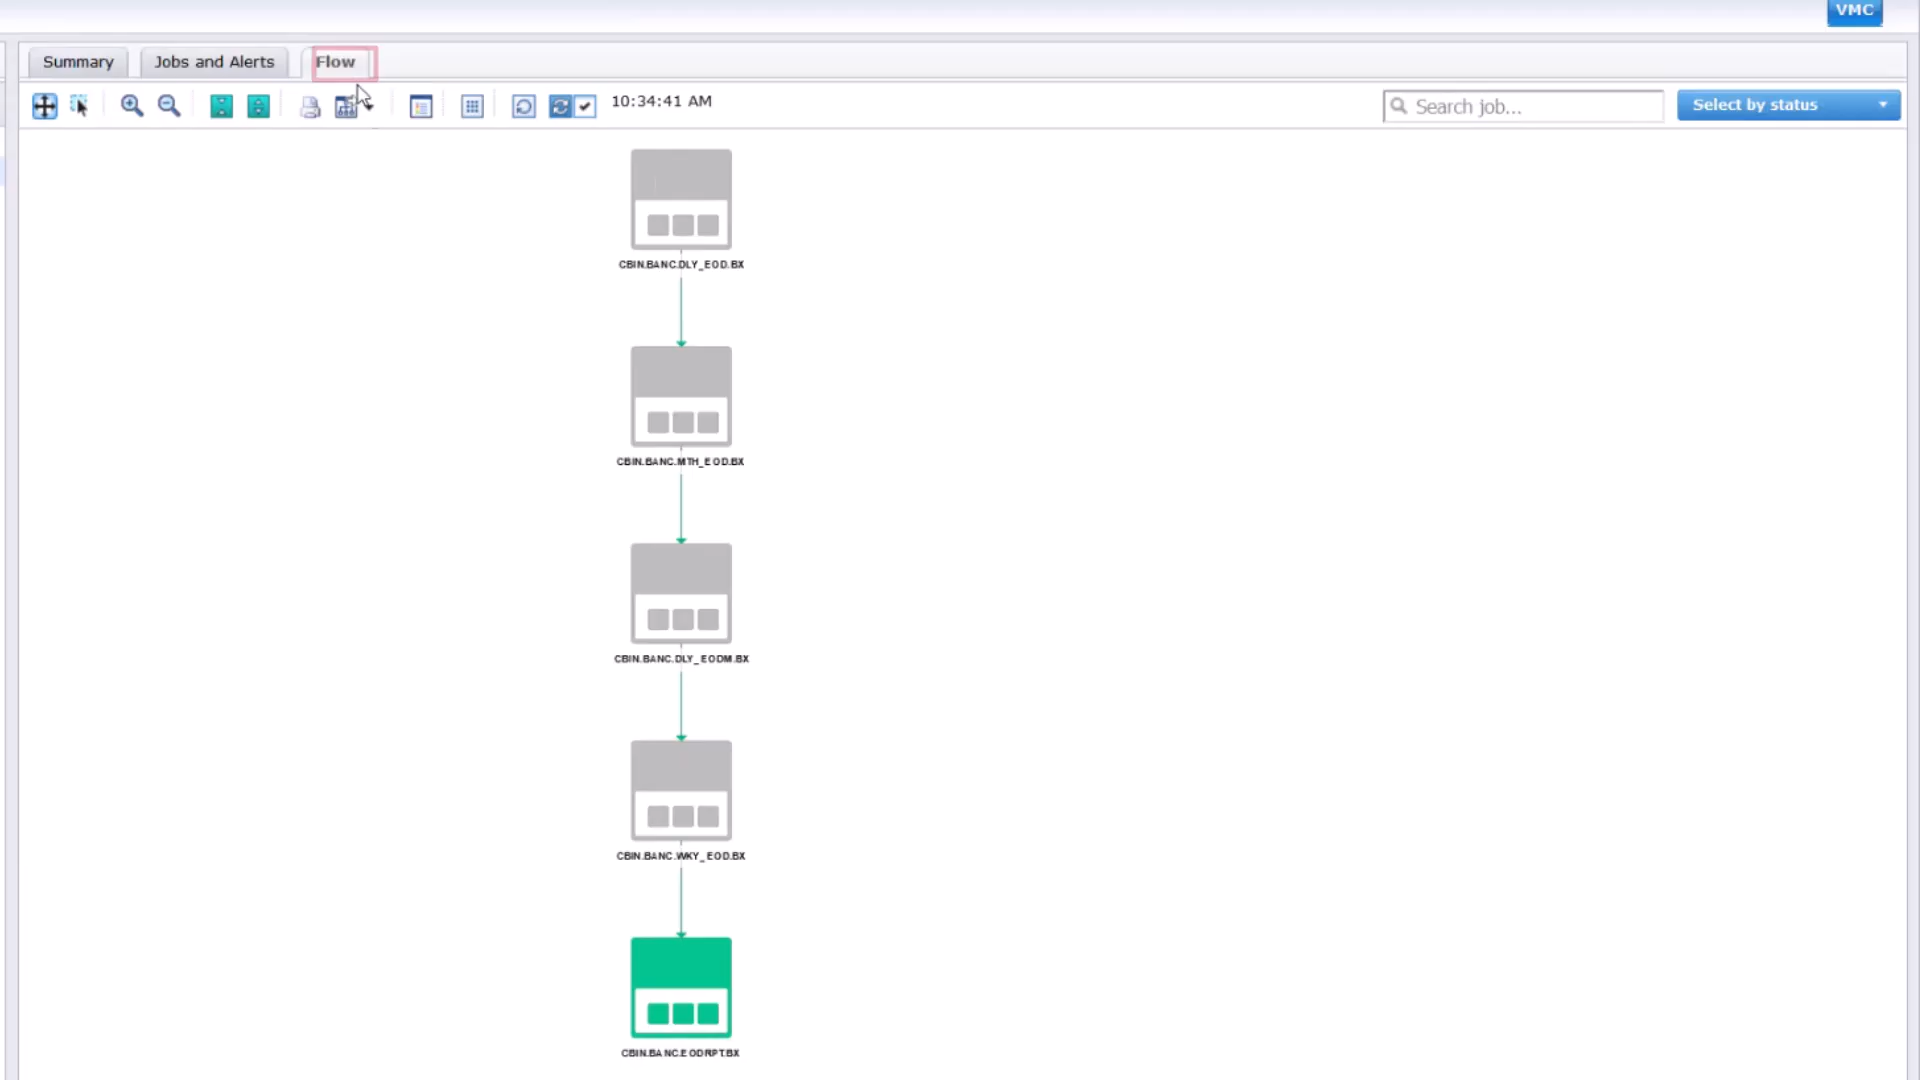 VMC
Summary
Jobs and Alerts
Flow
10:34:41 AM
Search job...
Select by status
CBIN.BANC.DLY_EOD.BX
CBIN.BANC.MTH_EOD.BX
CBIN.BANC.DLY_EODM.BX
CBIN.BANC.WKY_EOD.BX
CBIN.BANC.EODRPT.BX